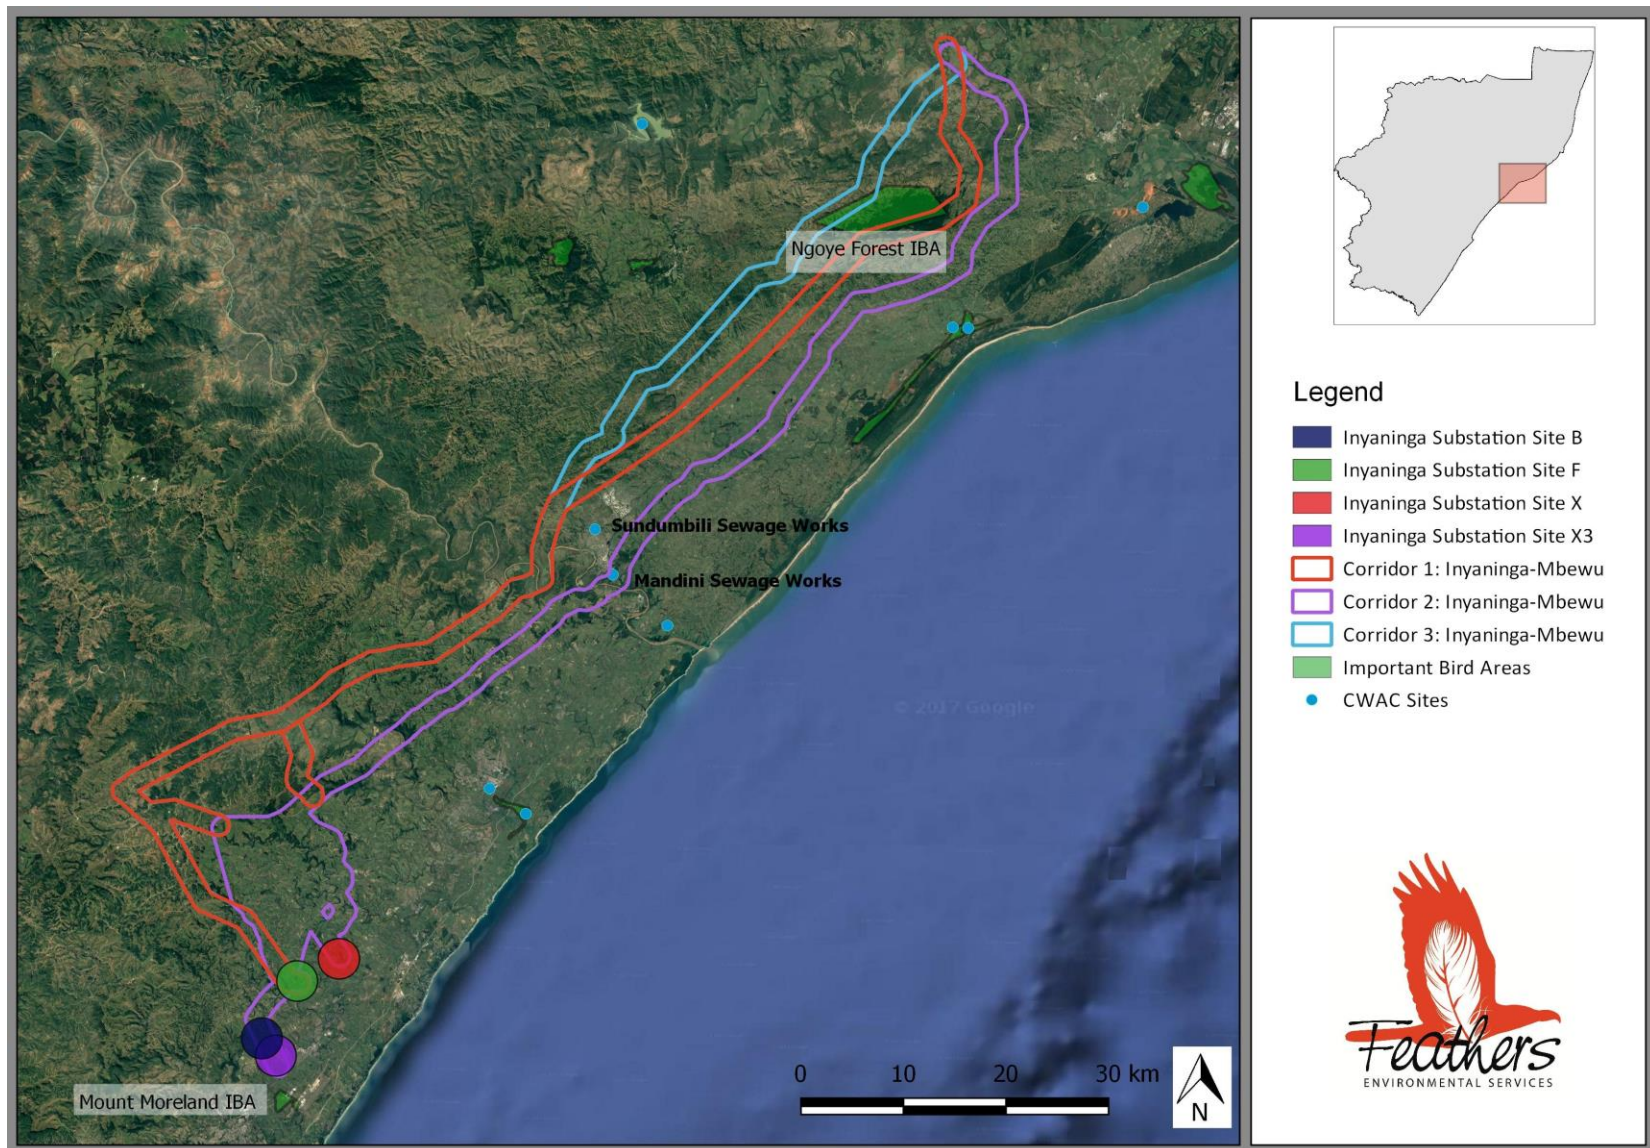 Ngoye Forest IBA
Sundumbili Sewage Works
Mandini Sewage Works
© 2017 Google
Mount Moreland IBA
0 10 20 30 km
N
Legend
Inyaninga Substation Site B
Inyaninga Substation Site F
Inyaninga Substation Site X
Inyaninga Substation Site X3
Corridor 1: Inyaninga-Mbewu
Corridor 2: Inyaninga-Mbewu
Corridor 3: Inyaninga-Mbewu
Important Bird Areas
CWAC Sites
Feathers
ENVIRONMENTAL SERVICES